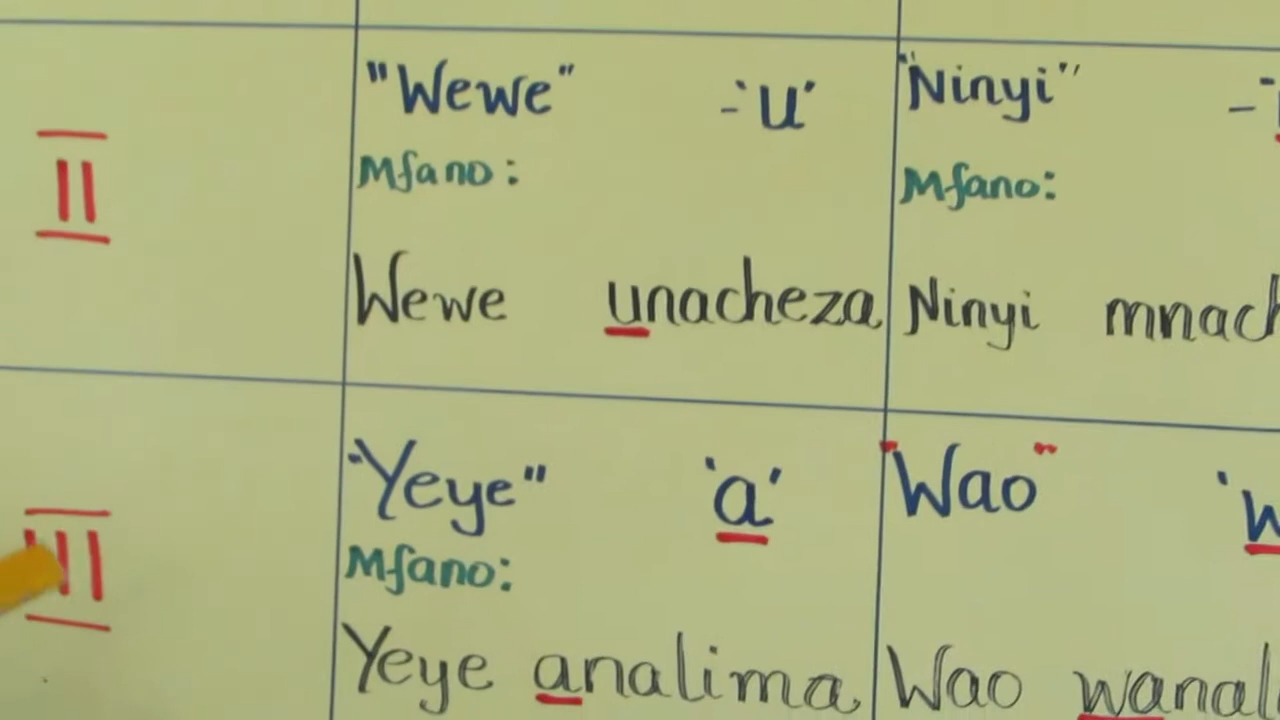 II
"Wewe" -'u'
Mfano:
Wewe unacheza
"Ninyi"
Mfano:
Ninyi
III
"Yeye" 'a'
Mfano:
Yeye analima
"Wao"
Wao